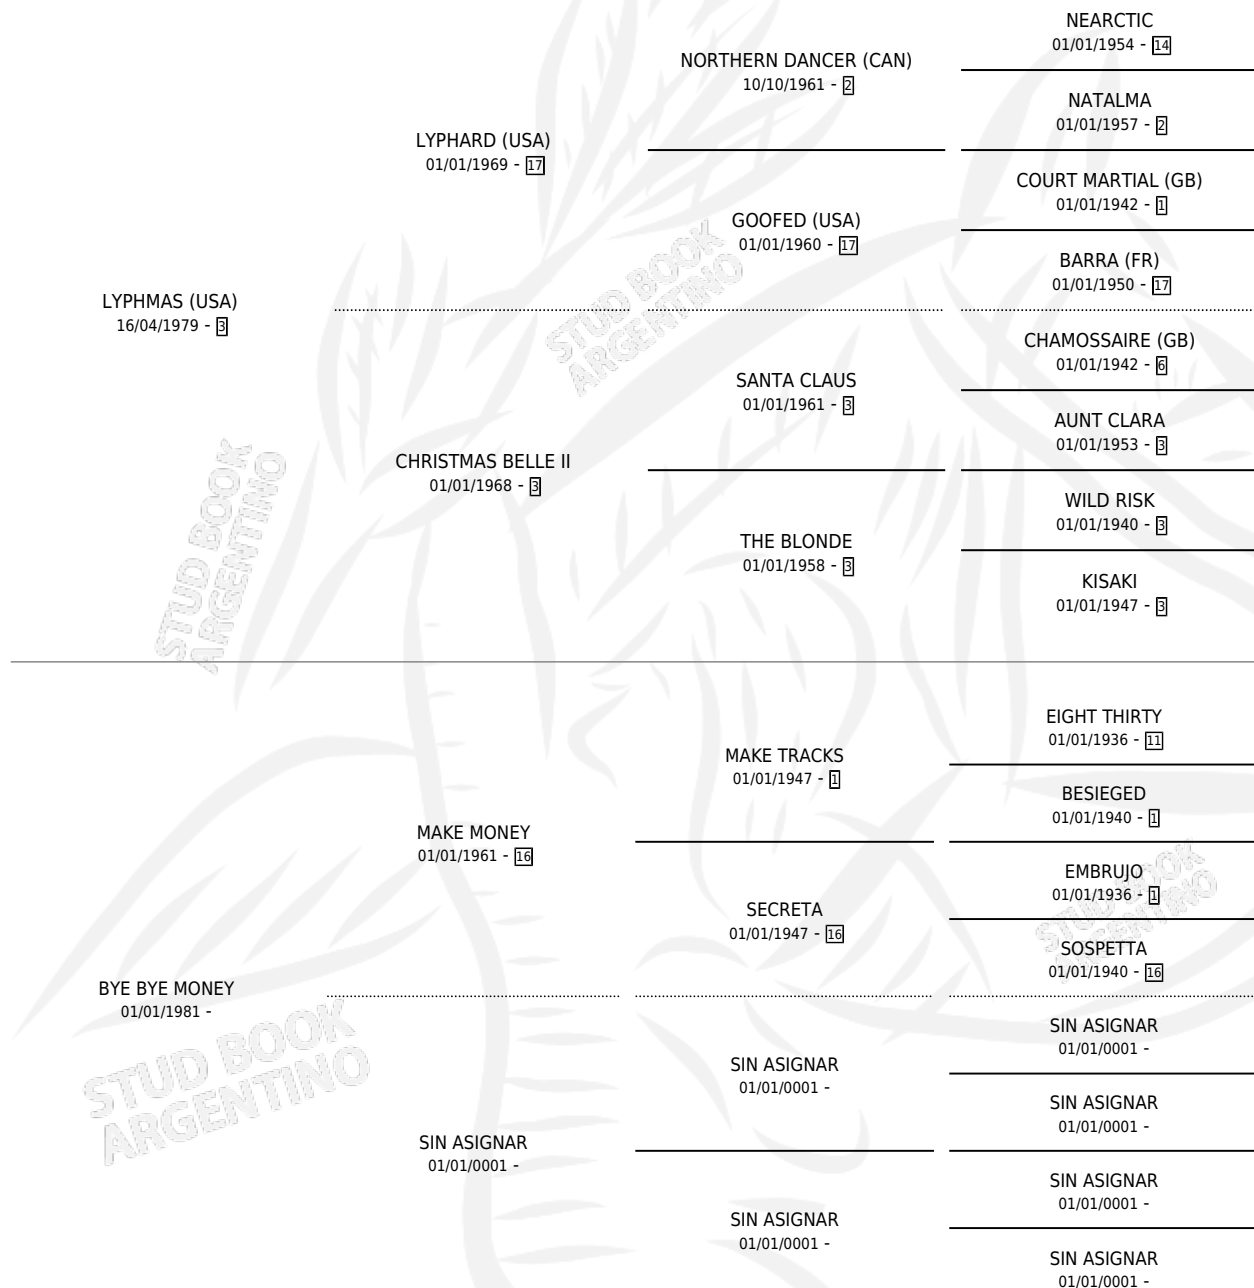 NEARCTIC
01/01/1954 - 14
NORTHERN DANCER (CAN)
10/10/1961 - 2
NATALMA
01/01/1957 - 2
LYPHARD (USA)
01/01/1969 - 17
COURT MARTIAL (GB)
01/01/1942 - 1
GOOFED (USA)
01/01/1960 - 17
BARRA (FR)
01/01/1950 - 17
LYPHMAS (USA)
16/04/1979 - 3
CHAMOSSAIRE (GB)
01/01/1942 - 6
SANTA CLAUS
01/01/1961 - 3
AUNT CLARA
01/01/1953 - 3
CHRISTMAS BELLE II
01/01/1968 - 3
WILD RISK
01/01/1940 - 3
THE BLONDE
01/01/1958 - 3
KISAKI
01/01/1947 - 3
EIGHT THIRTY
01/01/1936 - 11
MAKE TRACKS
01/01/1947 - 1
BESIEGED
01/01/1940 - 1
MAKE MONEY
01/01/1961 - 16
EMBRUJO
01/01/1936 - 1
SECRETA
01/01/1947 - 16
SOSPETTA
01/01/1940 - 16
BYE BYE MONEY
01/01/1981 -
SIN ASIGNAR
01/01/0001 -
SIN ASIGNAR
01/01/0001 -
SIN ASIGNAR
01/01/0001 -
SIN ASIGNAR
01/01/0001 -
SIN ASIGNAR
01/01/0001 -
SIN ASIGNAR
01/01/0001 -
SIN ASIGNAR
01/01/0001 -
STUD BOOK
ARGENTINO
STUD BOOK
ARGENTINO
STUD BOOK
ARGENTINO
STUD BOOK
ARGENTINO